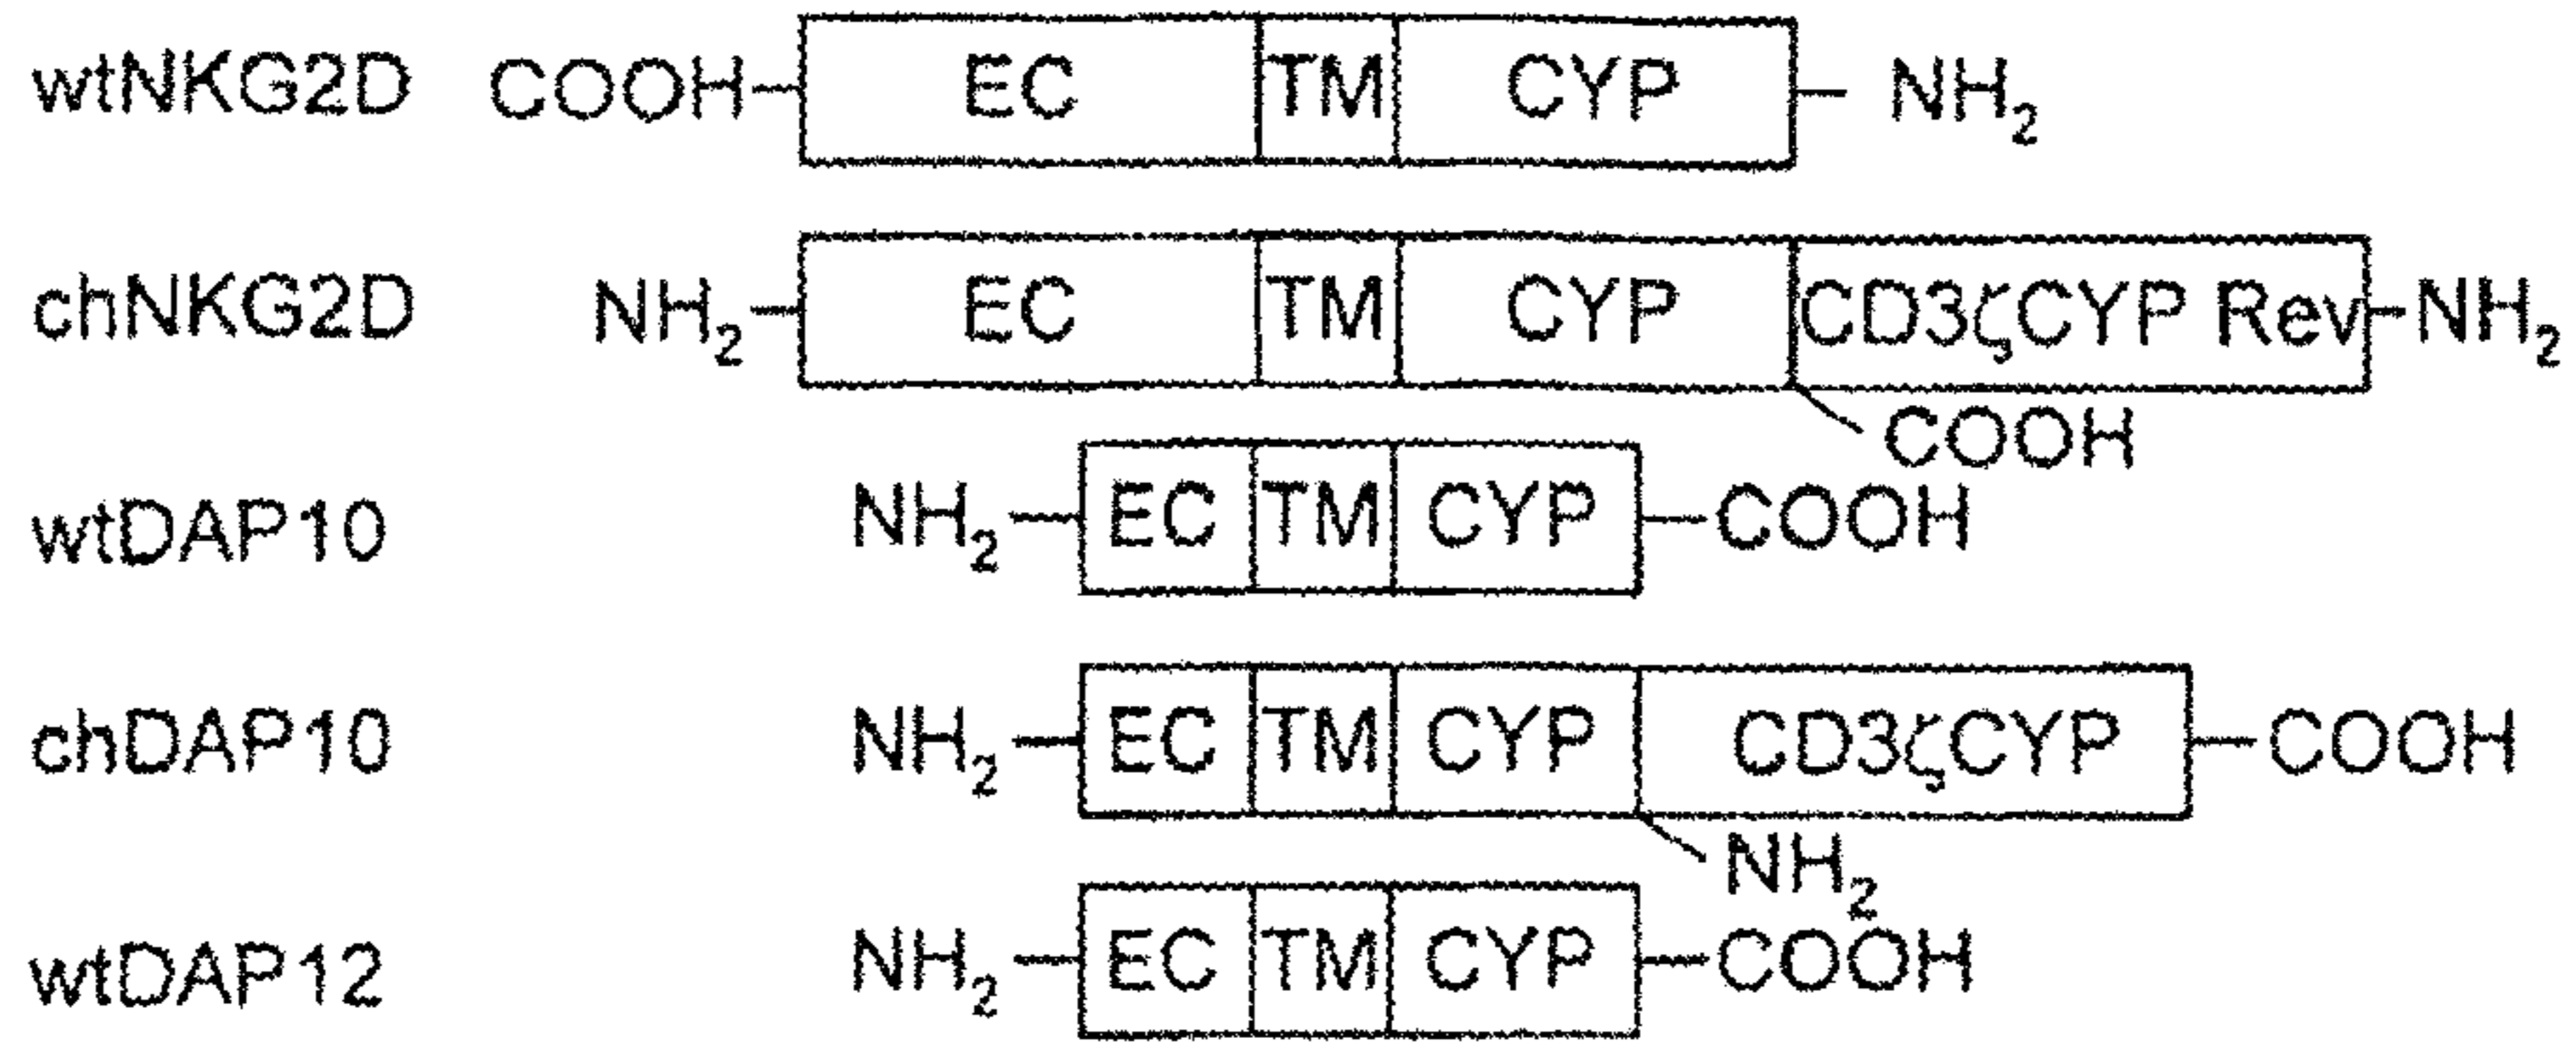 wtNKG2D COOH EC TM CYP NH₂
chNKG2D NH₂ EC TM CYP CD3ζCYP Rev NH₂
COOH
wtDAP10 NH₂ EC TM CYP COOH
chDAP10 NH₂ EC TM CYP CD3ζCYP COOH
NH₂
wtDAP12 NH₂ EC TM CYP COOH